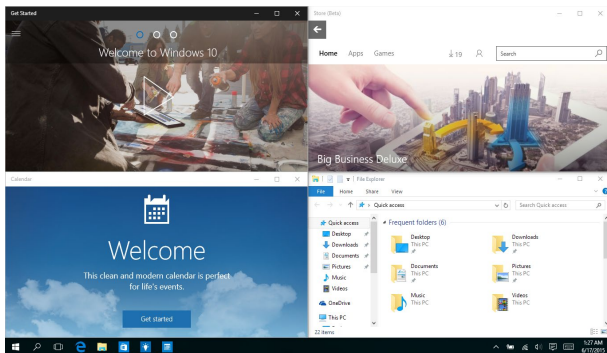 Get Started
Welcome to Windows 10
Store (Beta)
Home Apps Games 19 Search
Big Business Deluxe
Calendar
Welcome
This clean and modern calendar is perfect
for life's events.
Get started
File Explorer
File Home Share View
Quick access Search Quick access
Quick access
Desktop
Downloads
Documents
Pictures
Music
Videos
OneDrive
This PC
Frequent folders (6)
Desktop
This PC
Downloads
This PC
Documents
This PC
Pictures
This PC
Music
This PC
Videos
This PC
22 items
1:27 AM
6/17/2015